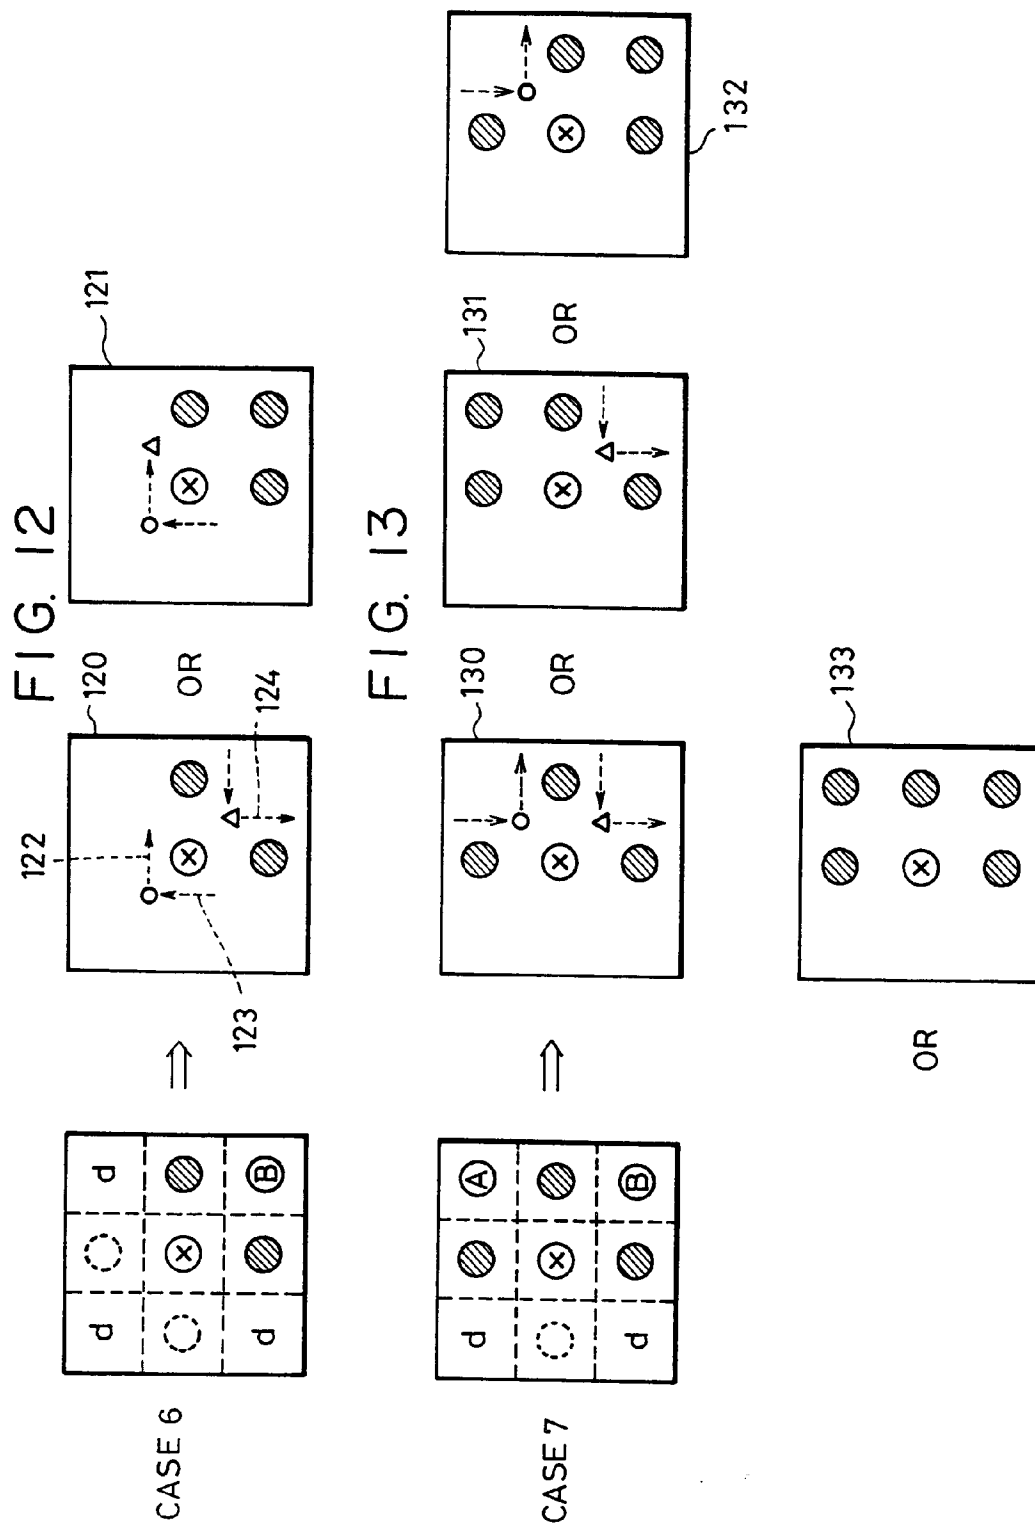 FIG. 12
122
120
121
d d
CASE 6
x
x
OR
x
d B
123
124
FIG. 13
130
131
d A
CASE 7
x
x
OR
x
OR
x
d B
132
133
OR
x